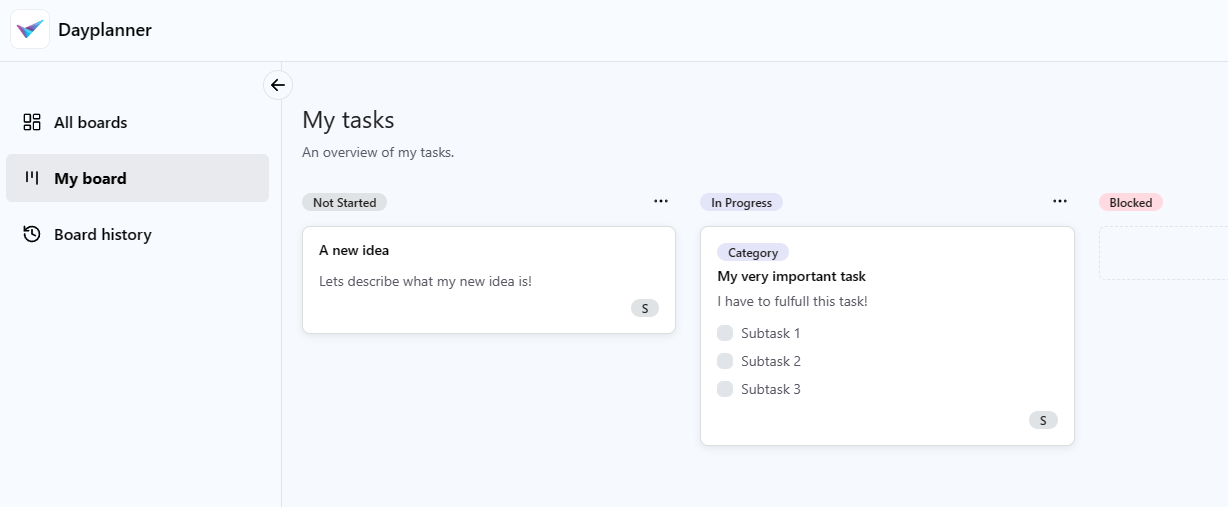 Dayplanner
All boards
My board
Board history
My tasks
An overview of my tasks.
Not Started
A new idea
Lets describe what my new idea is!
S
In Progress
Category
My very important task
I have to fulfull this task!
Subtask 1
Subtask 2
Subtask 3
S
Blocked